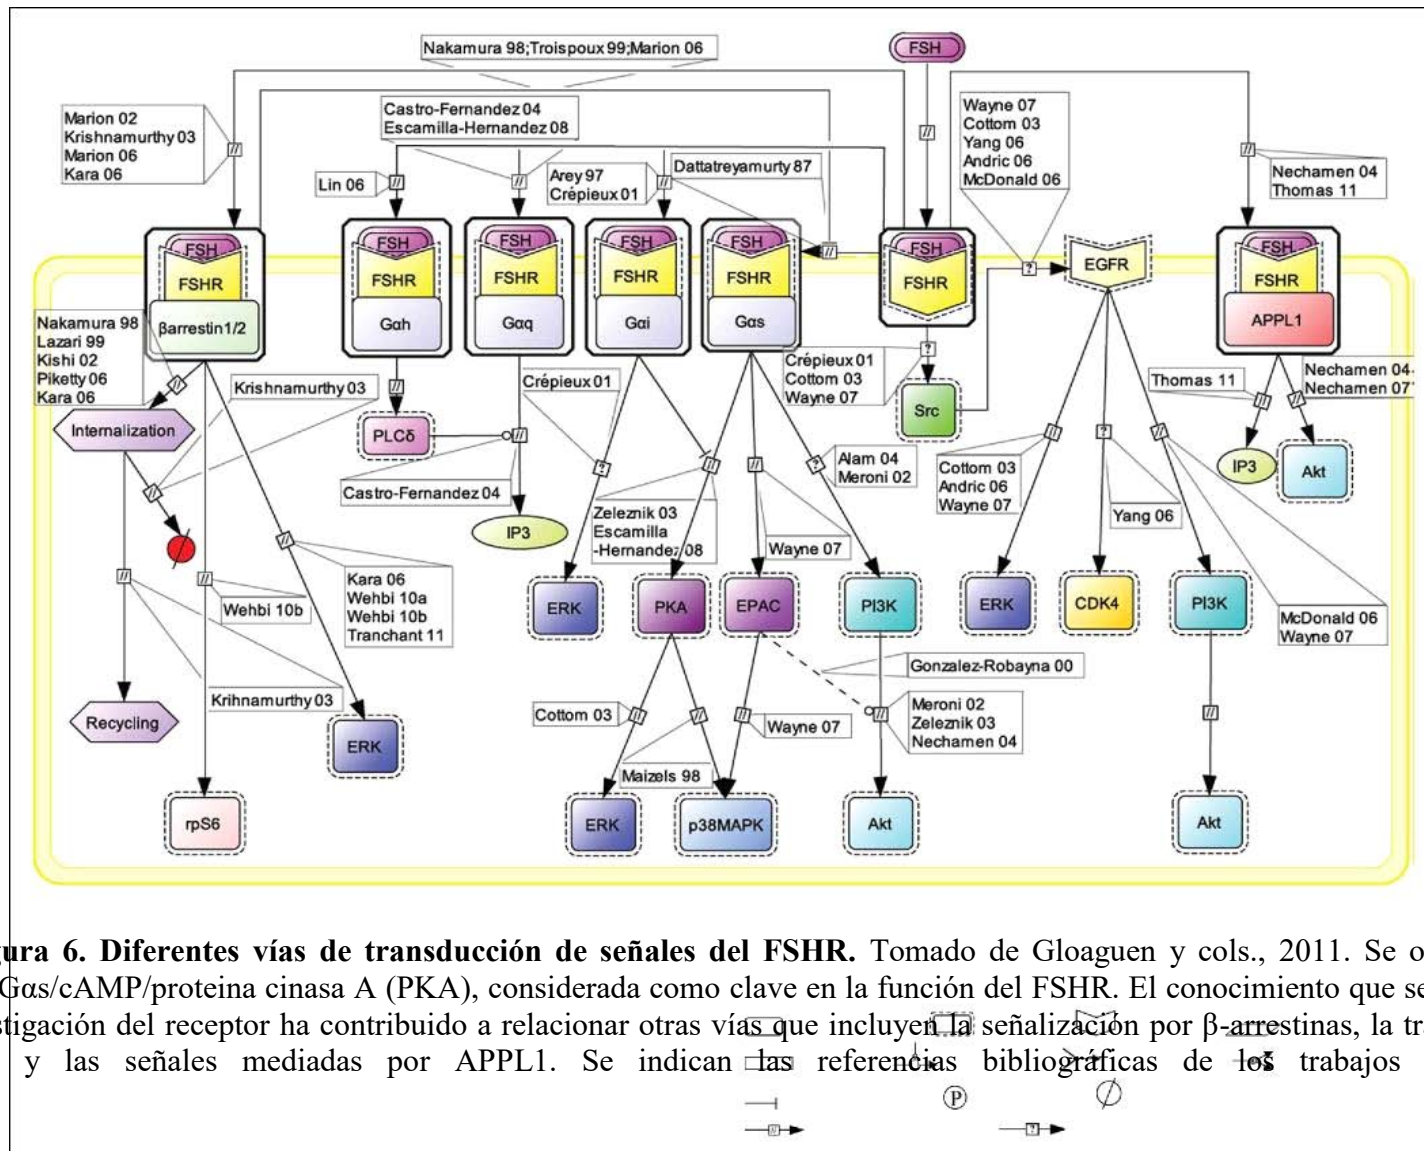 Nakamura 98;Troispoux 99;Marion 06
FSH
Marion 02
Krishnamurthy 03
Marion 06
Kara 06
Castro-Fernandez 04
Escamilla-Hernandez 08
Wayne 07
Cottom 03
Yang 06
Andric 06
McDonald 06
Lin 06
Arey 97
Crépieux 01
Dattatreyamurty 87
Nechamen 04
Thomas 11
FSH
FSHR
βarrestin1/2
FSH
FSHR
Gαh
FSH
FSHR
Gαq
FSH
FSHR
Gαi
FSH
FSHR
Gαs
FSH
FSHR
EGFR
FSH
FSHR
APPL1
Nakamura 98
Lazari 99
Kishi 02
Piketty 06
Kara 06
Krishnamurthy 03
Crépieux 01
Crépieux 01
Cottom 03
Wayne 07
Thomas 11
Nechamen 04
Nechamen 07
Internalization
PLCδ
Src
IP3
Akt
Castro-Fernandez 04
IP3
Zeleznik 03
Escamilla
-Hernandez 08
Alam 04
Meroni 02
Wayne 07
Cottom 03
Andric 06
Wayne 07
Yang 06
Kara 06
Wehbi 10a
Wehbi 10b
Tranchant 11
Wehbi 10b
ERK
PKA
EPAC
PI3K
ERK
CDK4
PI3K
McDonald 06
Wayne 07
Gonzalez-Robayna 00
Krihnamurthy 03
Recycling
ERK
Cottom 03
Maizels 98
Wayne 07
Meroni 02
Zeleznik 03
Nechamen 04
rpS6
ERK
p38MAPK
Akt
Akt
gura 6. Diferentes vías de transducción de señales del FSHR. Tomado de Gloaguen y cols., 2011. Se o
Gαs/cAMP/proteina cinasa A (PKA), considerada como clave en la función del FSHR. El conocimiento que se
stigación del receptor ha contribuido a relacionar otras vías que incluyen la señalización por β-arrestinas, la tra
y las señales mediadas por APPL1. Se indican las referencias bibliográficas de los trabajos
P